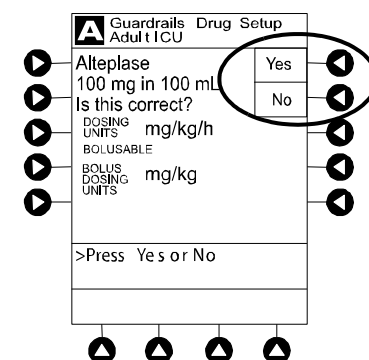 A Guardrails Drug Setup
Adult ICU
Alteplase
Yes
100 mg in 100 mL
Is this correct?
No
DOSING
UNITS mg/kg/h
BOLUSABLE
BOLUS
DOSING
UNITS mg/kg
>Press Yes or No